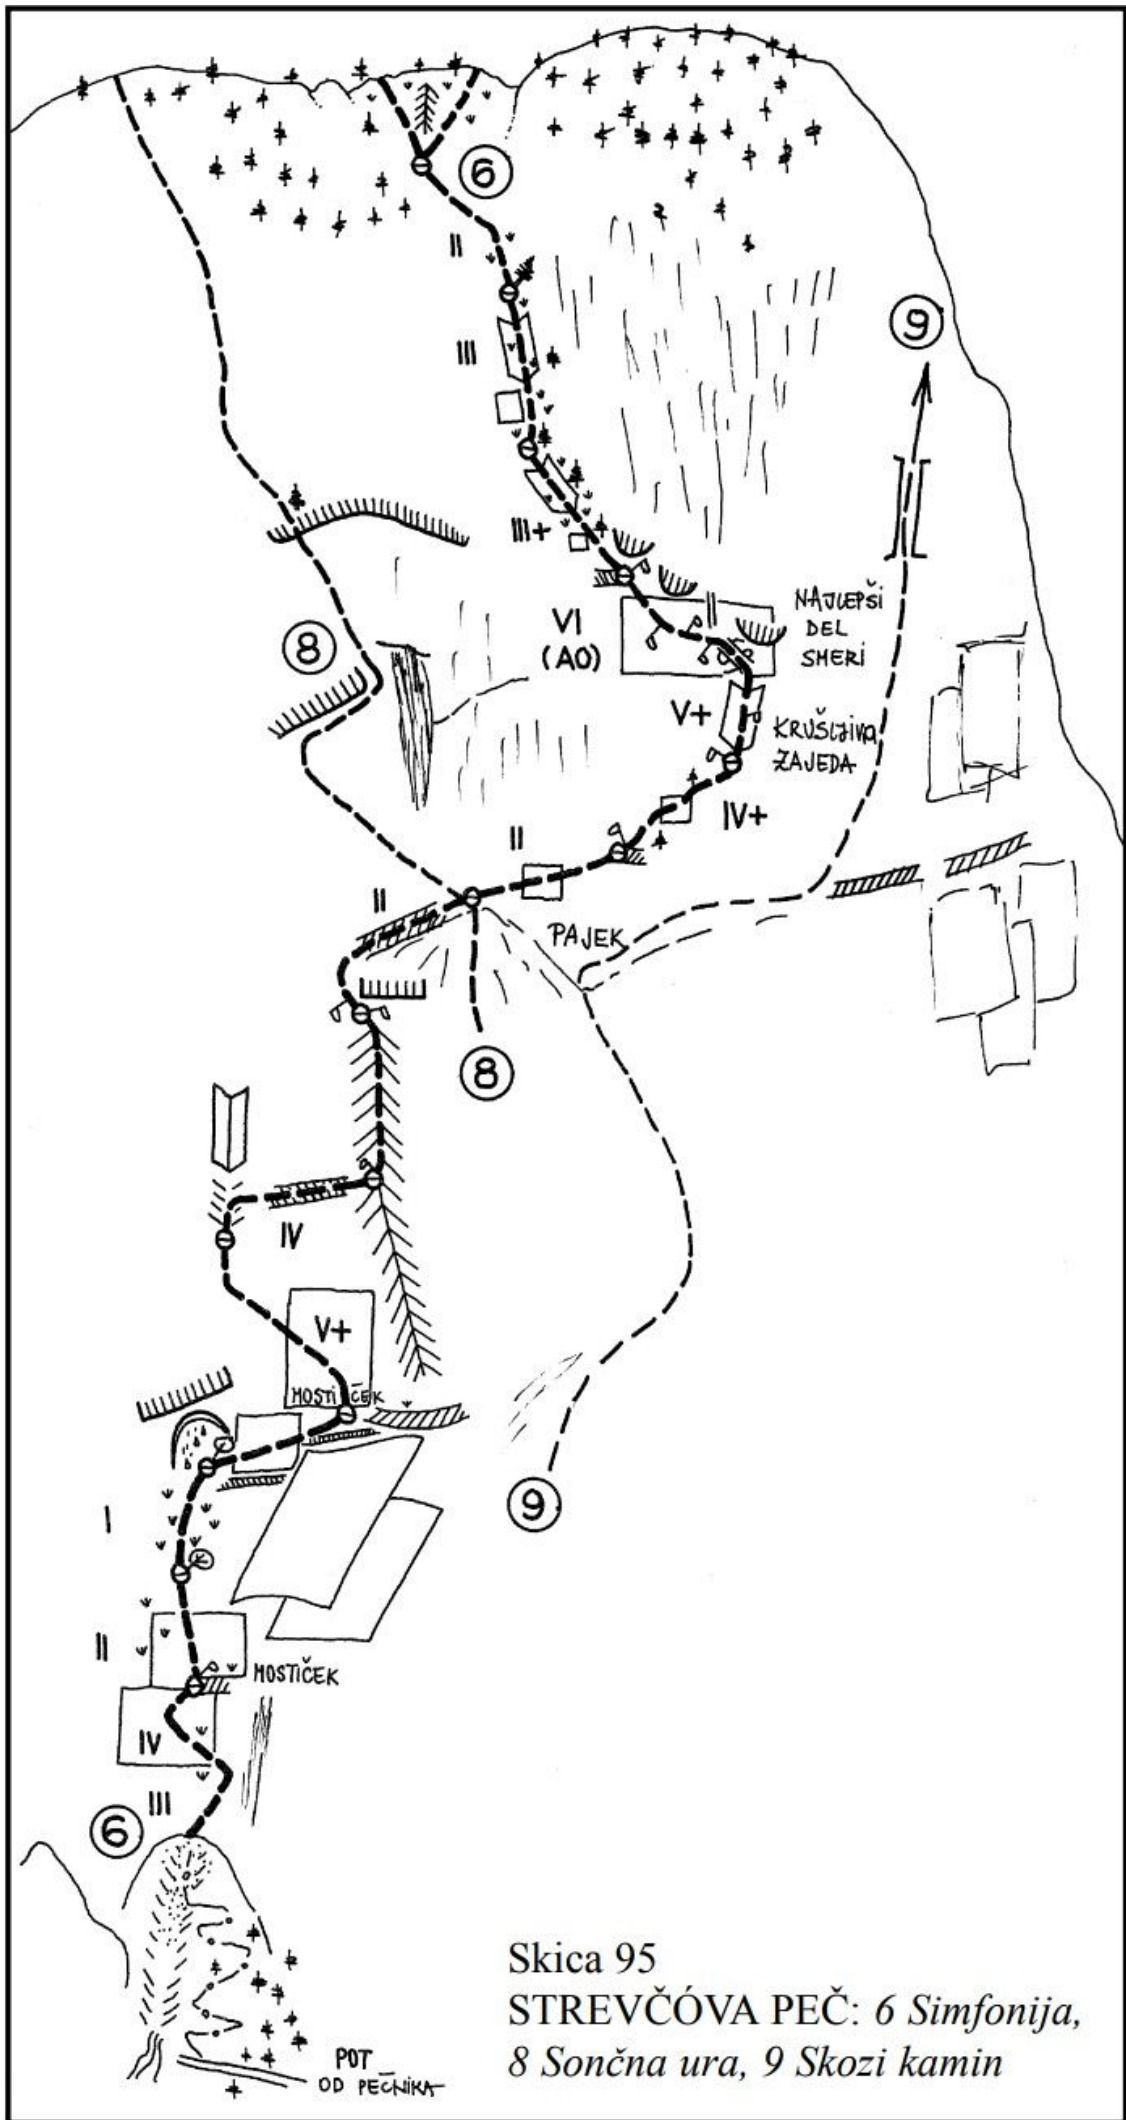 6
II
III
9
III+
NAJLEPŠI
DEL
SMERI
VI
(A0)
8
V+
KRUŠLJIVA
ZAJEDA
IV+
II
II
PAJEK
8
IV
V+
MOSTIČEK
9
I
II
MOSTIČEK
IV
III
6
Skica 95
STREVČÓVA PEČ: 6 Simfonija,
8 Sončna ura, 9 Skozi kamin
POT
OD PEČNIKA